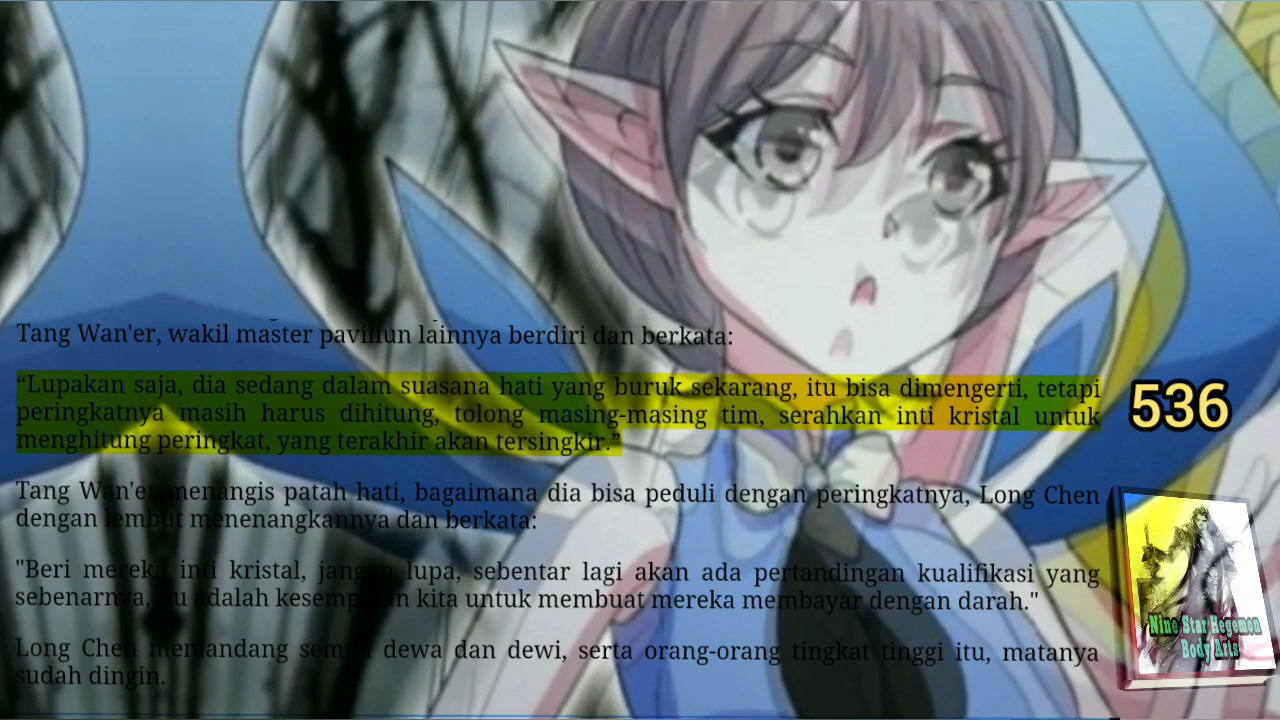 Tang Wan'er, wakil master paviliun lainnya berdiri dan berkata:
“Lupakan saja, dia sedang dalam suasana hati yang buruk sekarang, itu bisa dimengerti, tetapi
peringkatnya masih harus dihitung, tolong masing-masing tim, serahkan inti kristal untuk
menghitung peringkat, yang terakhir akan tersingkir.”
536
Tang Wan'er menangis patah hati, bagaimana dia bisa peduli dengan peringkatnya, Long Chen
dengan lembut menenangkannya dan berkata:
"Beri mereka inti kristal, jangan lupa, sebentar lagi akan ada pertandingan kualifikasi yang
sebenarnya, itu adalah kesempatan kita untuk membuat mereka membayar dengan darah."
Long Chen memandang semua dewa dan dewi, serta orang-orang tingkat tinggi itu, matanya
sudah dingin.
Nine Star Hegemon
Body Arts